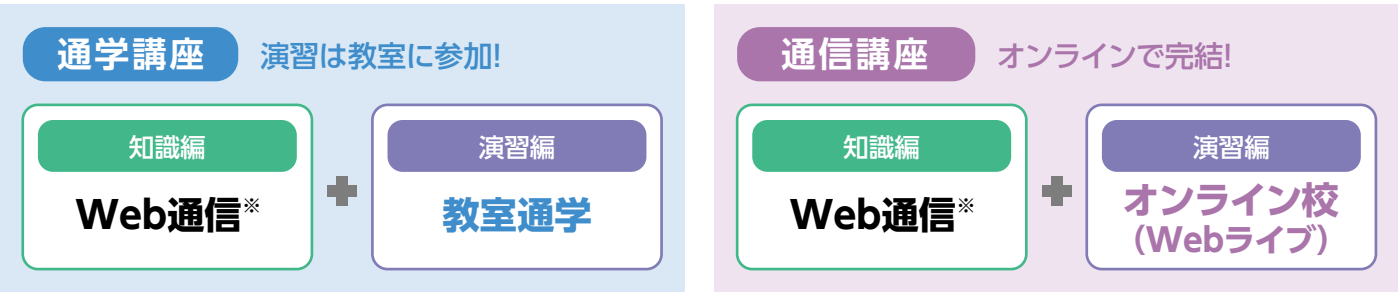 通学講座 演習は教室に参加!
知識編
Web通信※
演習編
教室通学
通信講座 オンラインで完結!
知識編
Web通信※
演習編
オンライン校
(Webライブ)